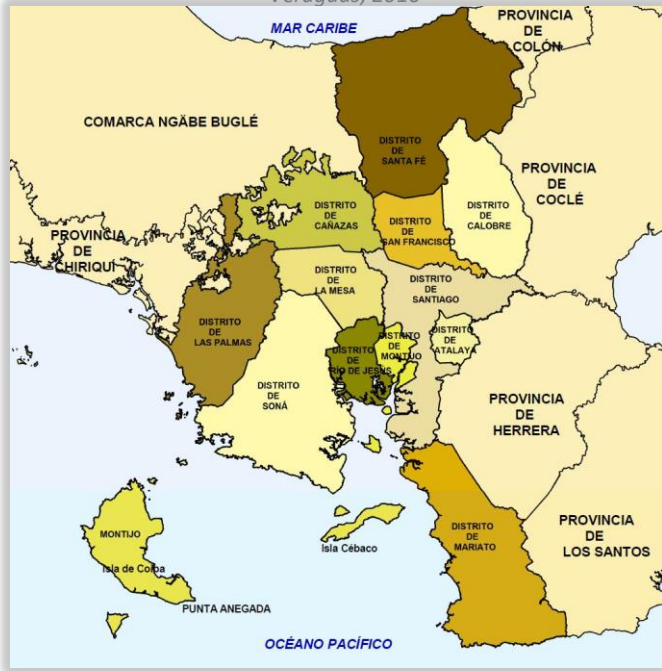 Veraguas, 2010
MAR CARIBE
PROVINCIA
DE
COLÓN
COMARCA NGÄBE BUGLÉ
DISTRITO
DE
SANTA FÉ
PROVINCIA
DE
COCLÉ
DISTRITO
DE
CALOBRE
DISTRITO
DE
CAÑAZAS
DISTRITO
DE
SAN FRANCISCO
PROVINCIA
DE
CHIRIQUÍ
DISTRITO
DE
LA MESA
DISTRITO
DE
SANTIAGO
DISTRITO
DE
LAS PALMAS
DISTRITO
DE
RÍO DE JESÚS
DISTRITO
DE
MONTIJO
DISTRITO
DE
ATALAYA
DISTRITO
DE
SONÁ
PROVINCIA
DE
HERRERA
MONTIJO
Isla de Coiba
PUNTA ANEGADA
Isla Cébaco
DISTRITO
DE
MARIATO
PROVINCIA
DE
LOS SANTOS
OCÉANO PACÍFICO